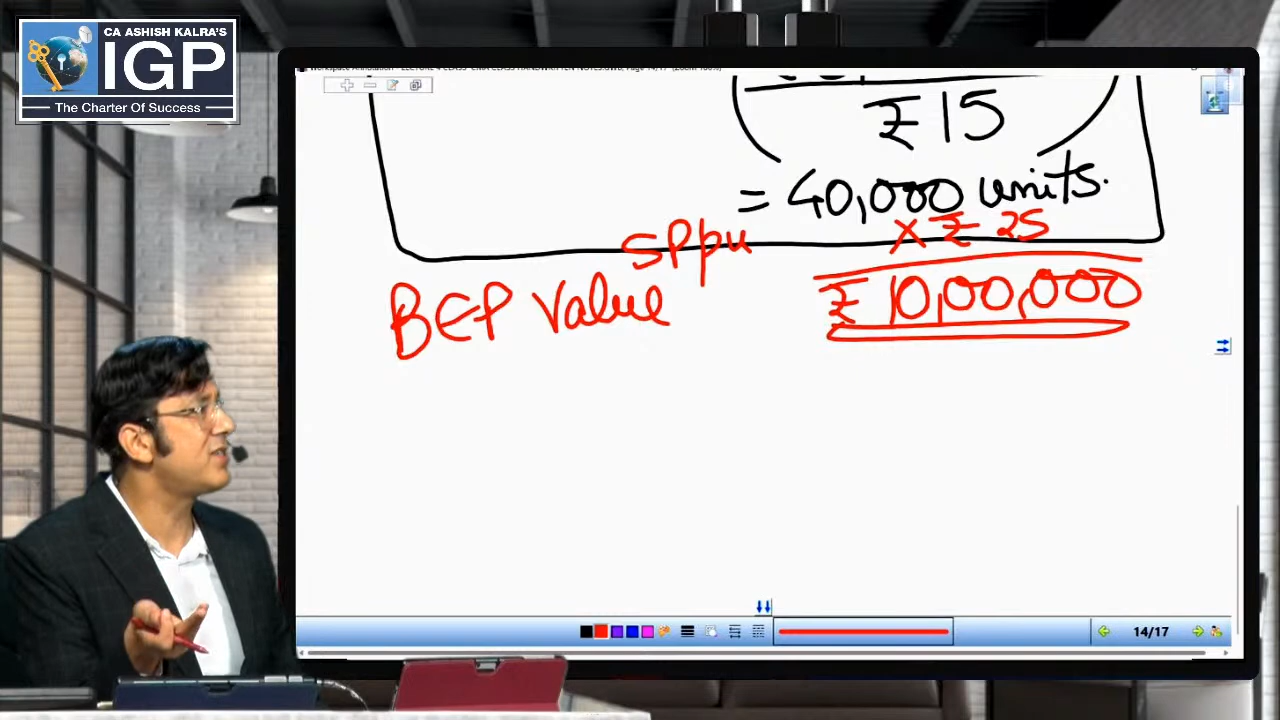 CA ASHISH KALRA'S
IGP
The Charter Of Success
₹15
= 40,000 units.
SPpu × ₹ 25
BEP Value ₹ 10,00,000
14/17